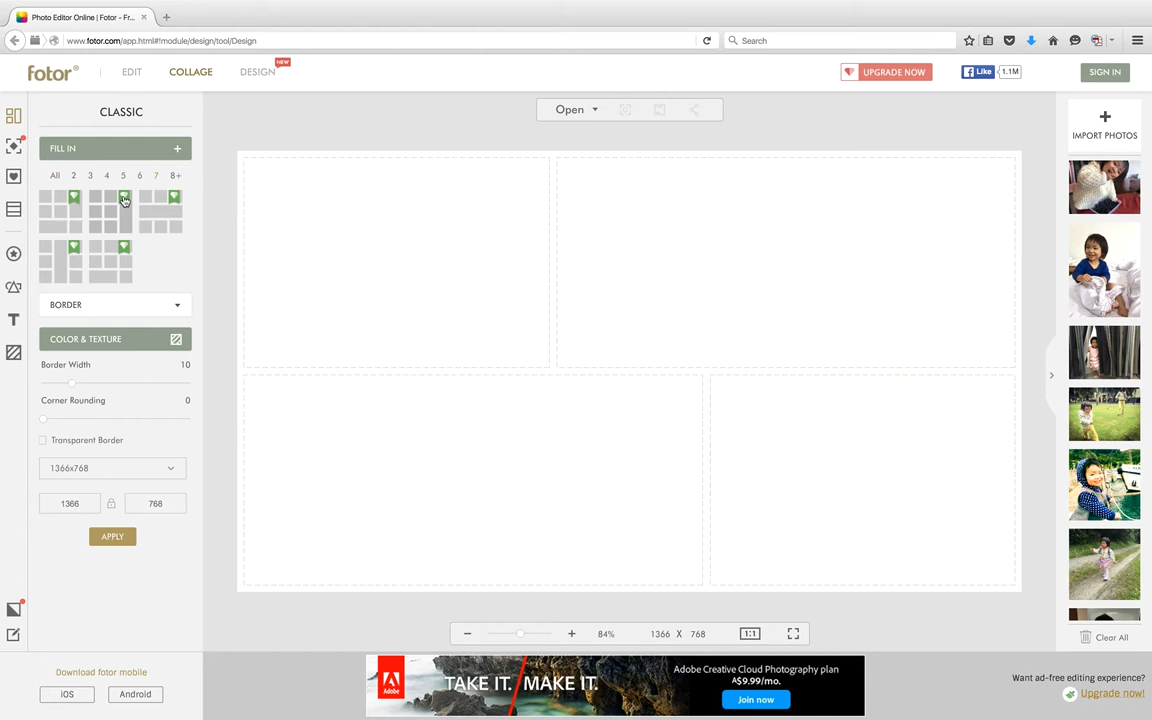 Photo Editor Online | Fotor - Fr...
www.fotor.com/app.html#!module/design/tool/Design
Search
fotor®
EDIT
COLLAGE
DESIGN
NEW
UPGRADE NOW
Like
1.1M
SIGN IN
CLASSIC
Open
FILL IN +
IMPORT PHOTOS
All 2 3 4 5 6 7 8+
BORDER
COLOR & TEXTURE
Border Width 10
Corner Rounding 0
Transparent Border
1366x768
1366 768
APPLY
84% 1366 X 768 1:1
Clear All
Download fotor mobile
iOS Android
Adobe
TAKE IT. MAKE IT.
Adobe Creative Cloud Photography plan
A$9.99/mo.
Join now
Want ad-free editing experience?
Upgrade now!